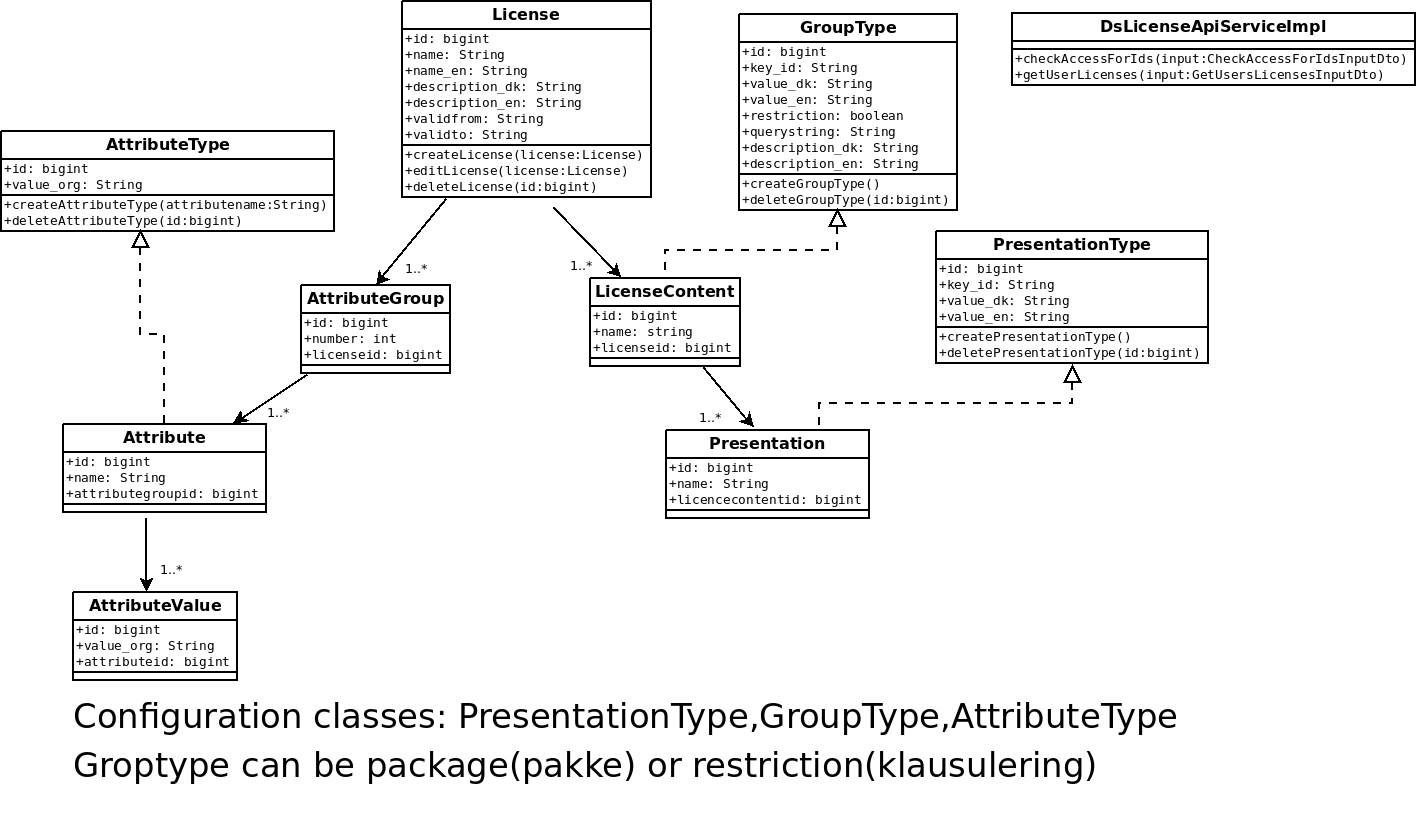 License
+id: bigint
+name: String
+name_en: String
+description_dk: String
+description_en: String
+validfrom: String
+validto: String
+createLicense(license:License)
+editLicense(license:License)
+deleteLicense(id:bigint)
GroupType
+id: bigint
+key_id: String
+value_dk: String
+value_en: String
+restriction: boolean
+querystring: String
+description_dk: String
+description_en: String
+createGroupType()
+deleteGroupType(id:bigint)
DsLicenseApiServiceImpl
+checkAccessForIds(input:CheckAccessForIdsInputDto)
+getUserLicenses(input:GetUsersLicensesInputDto)
AttributeType
+id: bigint
+value_org: String
+createAttributeType(attributename:String)
+deleteAttributeType(id:bigint)
PresentationType
+id: bigint
+key_id: String
+value_dk: String
+value_en: String
+createPresentationType()
+deletePresentationType(id:bigint)
1..*
1..*
AttributeGroup
+id: bigint
+number: int
+licenseid: bigint
LicenseContent
+id: bigint
+name: string
+licenseid: bigint
1..*
1..*
Attribute
+id: bigint
+name: String
+attributegroupid: bigint
Presentation
+id: bigint
+name: String
+licencecontentid: bigint
1..*
AttributeValue
+id: bigint
+value_org: String
+attributeid: bigint
Configuration classes: PresentationType,GroupType,AttributeType
Groptype can be package(pakke) or restriction(klausulering)